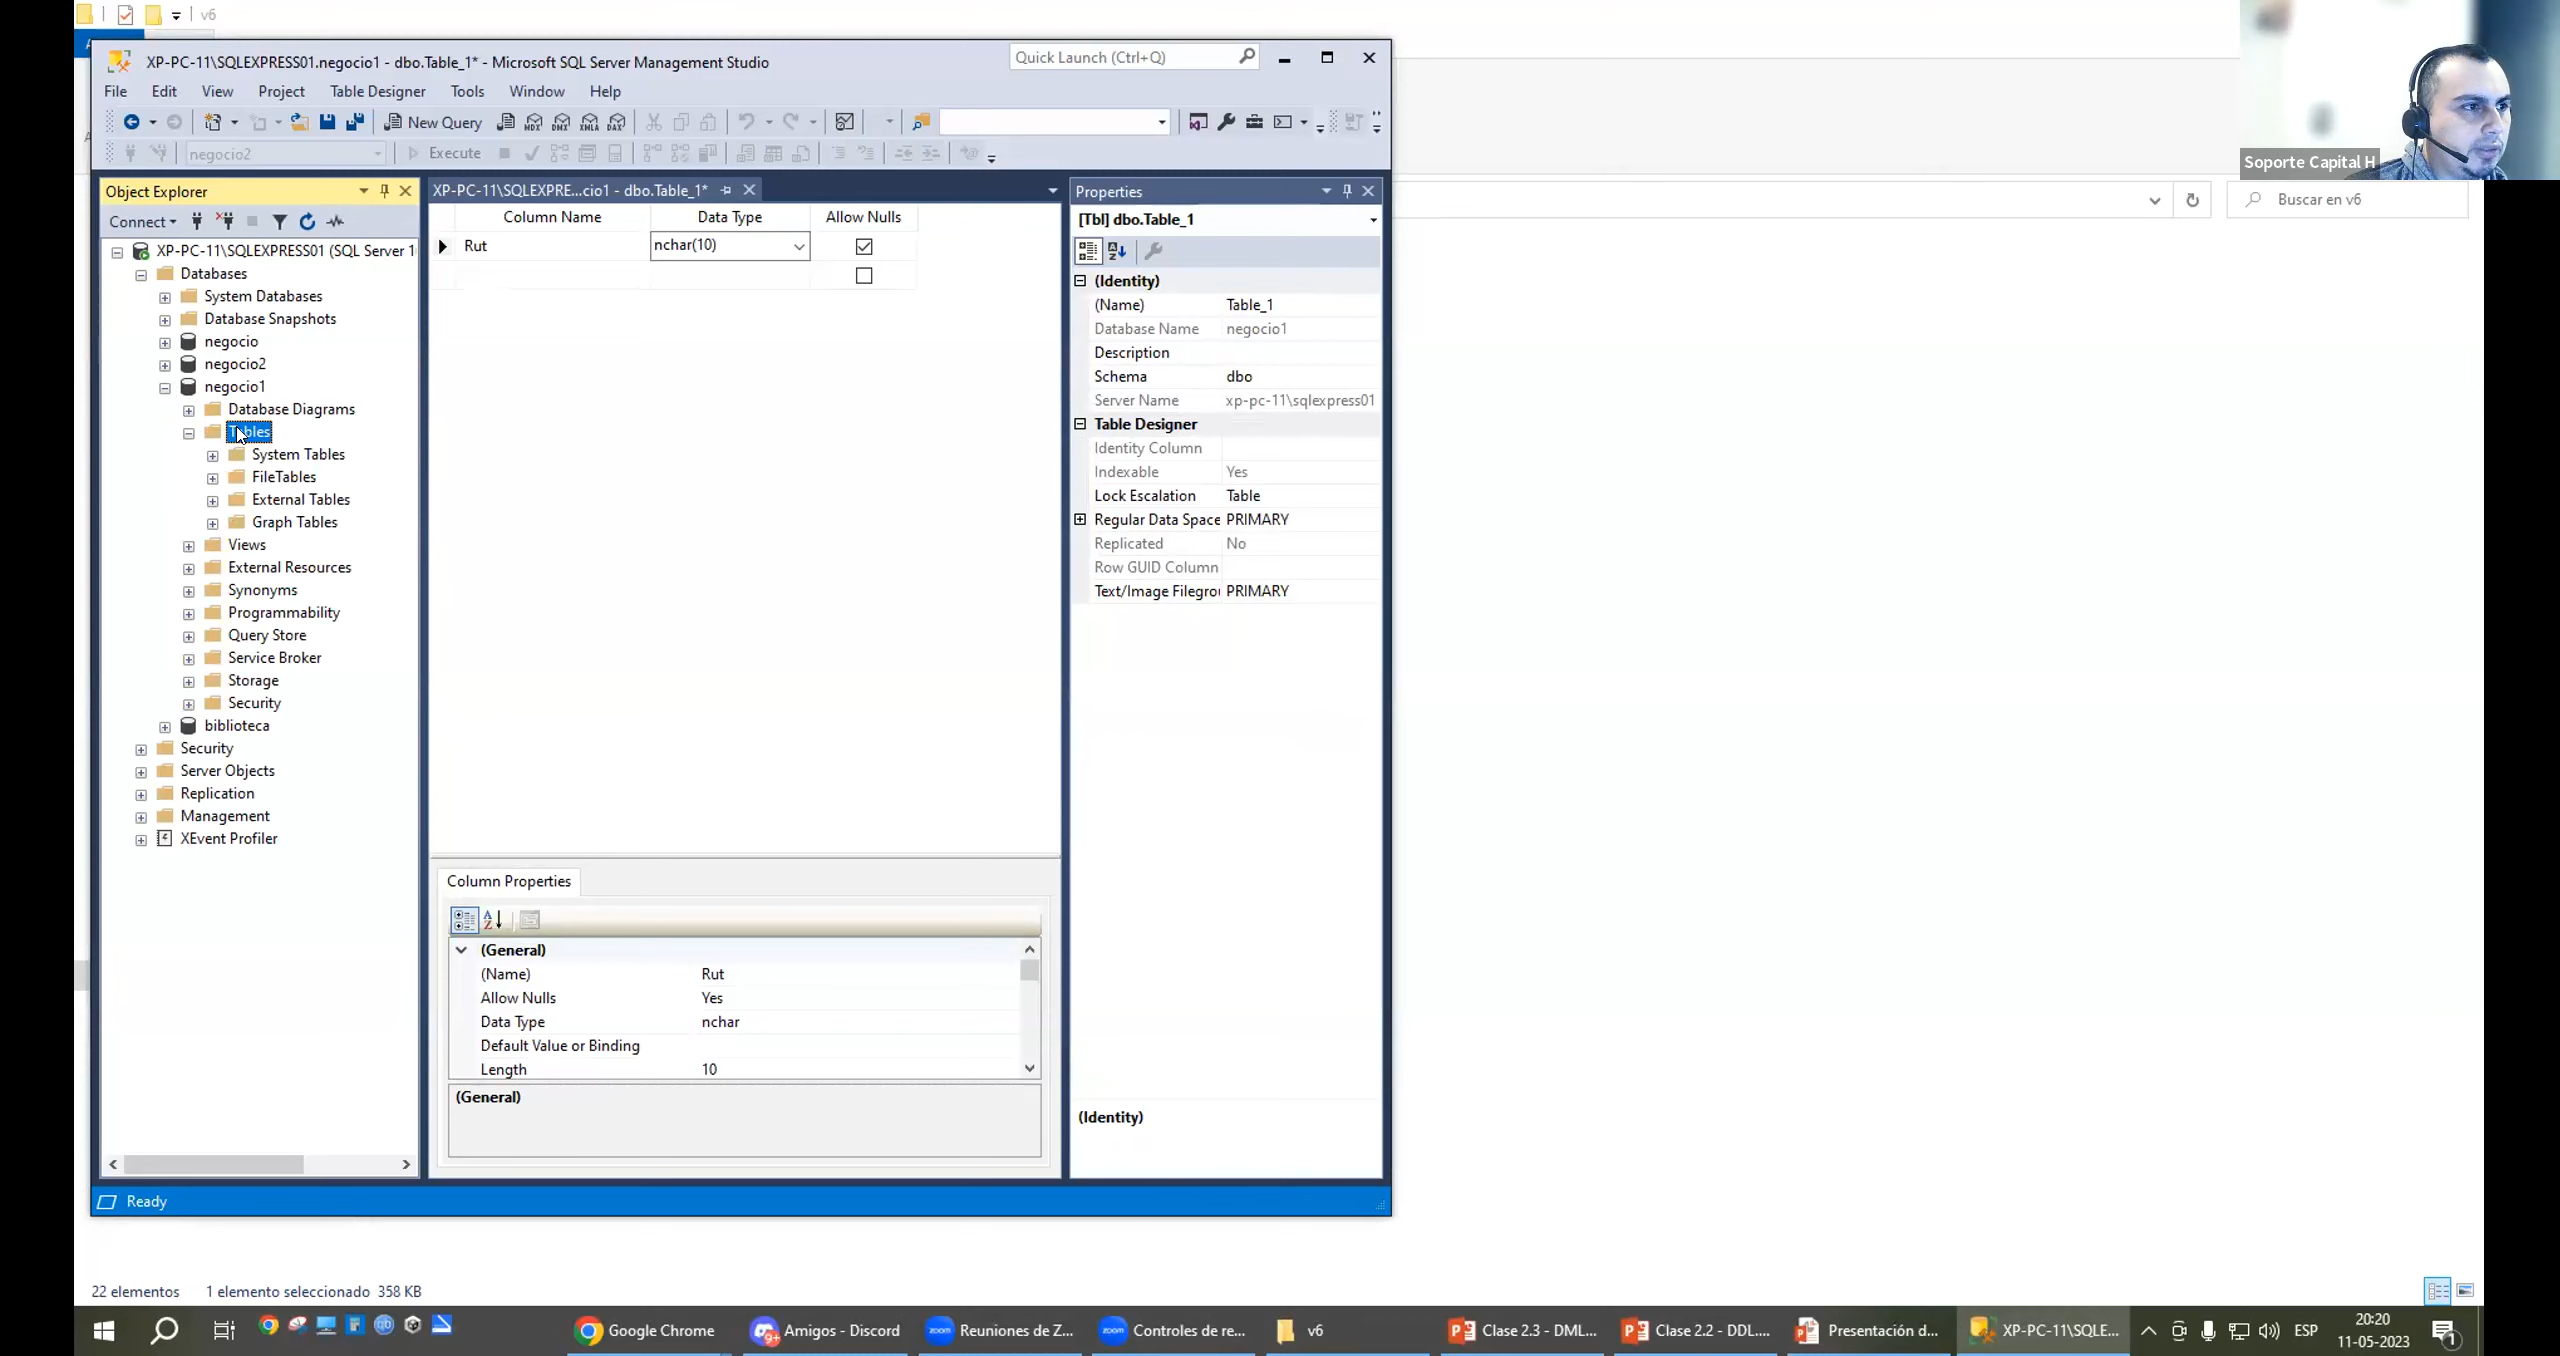 v6
XP-PC-11\SQLEXPRESS01.negocio1 - dbo.Table_1* - Microsoft SQL Server Management Studio
Quick Launch (Ctrl+Q)
File Edit View Project Table Designer Tools Window Help
New Query
negocio2
Execute
Soporte Capital H
Buscar en v6
Object Explorer
Connect
XP-PC-11\SQLEXPRESS01 (SQL Server 1
Databases
System Databases
Database Snapshots
negocio
negocio2
negocio1
Database Diagrams
Tables
System Tables
FileTables
External Tables
Graph Tables
Views
External Resources
Synonyms
Programmability
Query Store
Service Broker
Storage
Security
biblioteca
Security
Server Objects
Replication
Management
XEvent Profiler
XP-PC-11\SQLEXPRE...cio1 - dbo.Table_1*
Column Name Data Type Allow Nulls
Rut nchar(10)
Column Properties
(General)
(Name) Rut
Allow Nulls Yes
Data Type nchar
Default Value or Binding
Length 10
(General)
Properties
[Tbl] dbo.Table_1
(Identity)
(Name) Table_1
Database Name negocio1
Description
Schema dbo
Server Name xp-pc-11\sqlexpress01
Table Designer
Identity Column
Indexable Yes
Lock Escalation Table
Regular Data Space PRIMARY
Replicated No
Row GUID Column
Text/Image Filegrou PRIMARY
(Identity)
Ready
22 elementos 1 elemento seleccionado 358 KB
Google Chrome
Amigos - Discord
Reuniones de Z...
Controles de re...
v6
Clase 2.3 - DML...
Clase 2.2 - DDL....
Presentación d...
XP-PC-11\SQLE...
ESP
20:20
11-05-2023